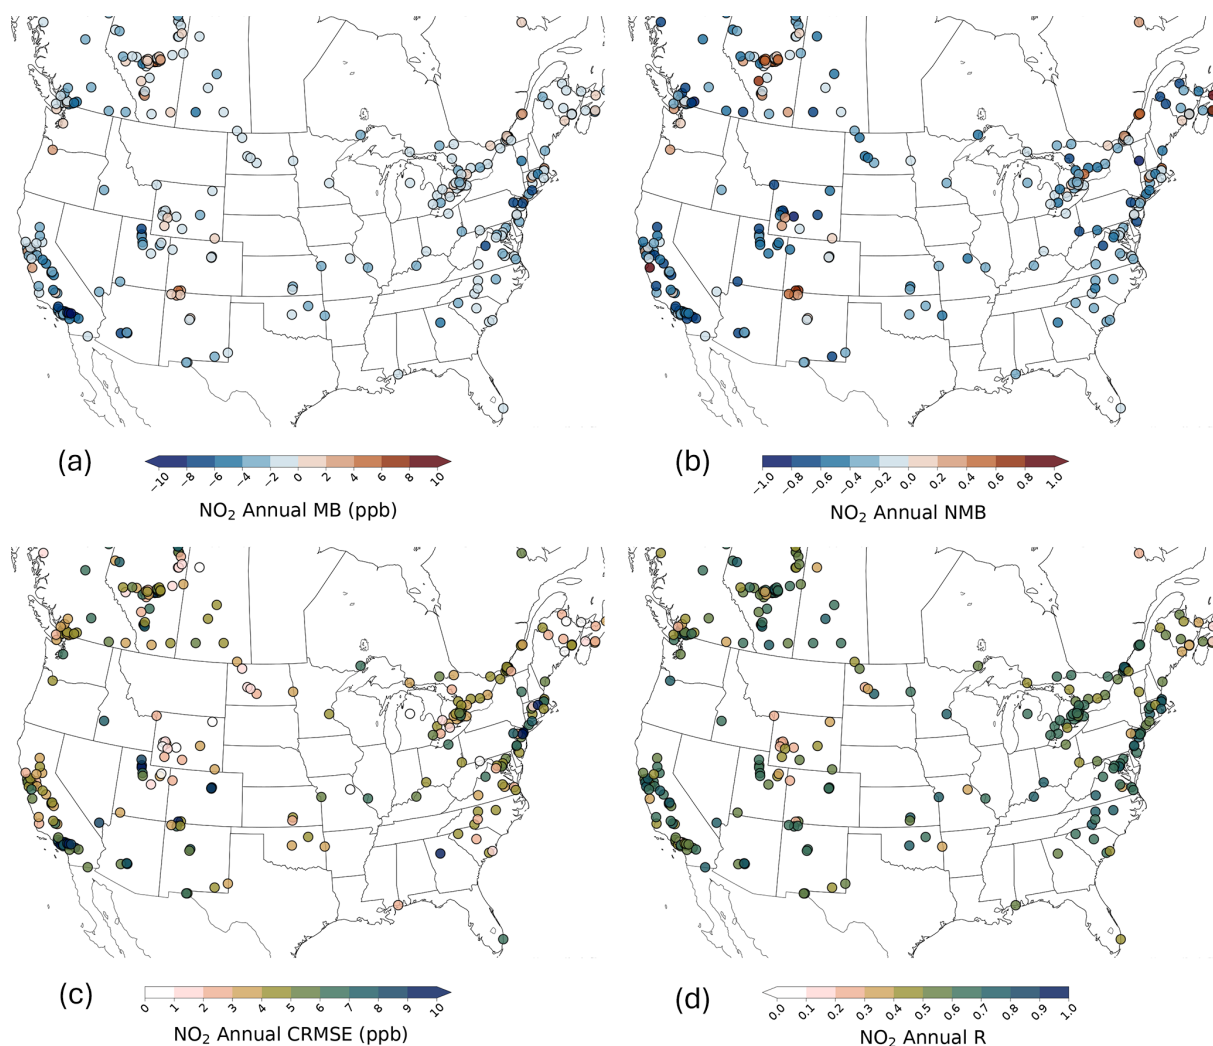 (a)
−10 −8 −6 −4 −2 0 2 4 6 8 10
NO₂ Annual MB (ppb)
(b)
−1.0 −0.8 −0.6 −0.4 −0.2 0.0 0.2 0.4 0.6 0.8 1.0
NO₂ Annual NMB
(c)
0 1 2 3 4 5 6 7 8 9 10
NO₂ Annual CRMSE (ppb)
(d)
0.0 0.1 0.2 0.3 0.4 0.5 0.6 0.7 0.8 0.9 1.0
NO₂ Annual R